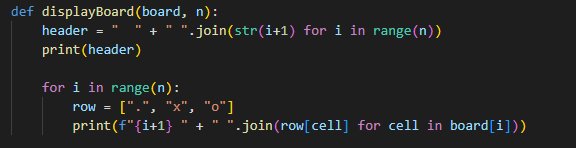 def displayBoard(board, n):
    header = "  " + " ".join(str(i+1) for i in range(n))
    print(header)

    for i in range(n):
        row = [".", "x", "o"]
        print(f"{i+1} " + " ".join(row[cell] for cell in board[i]))